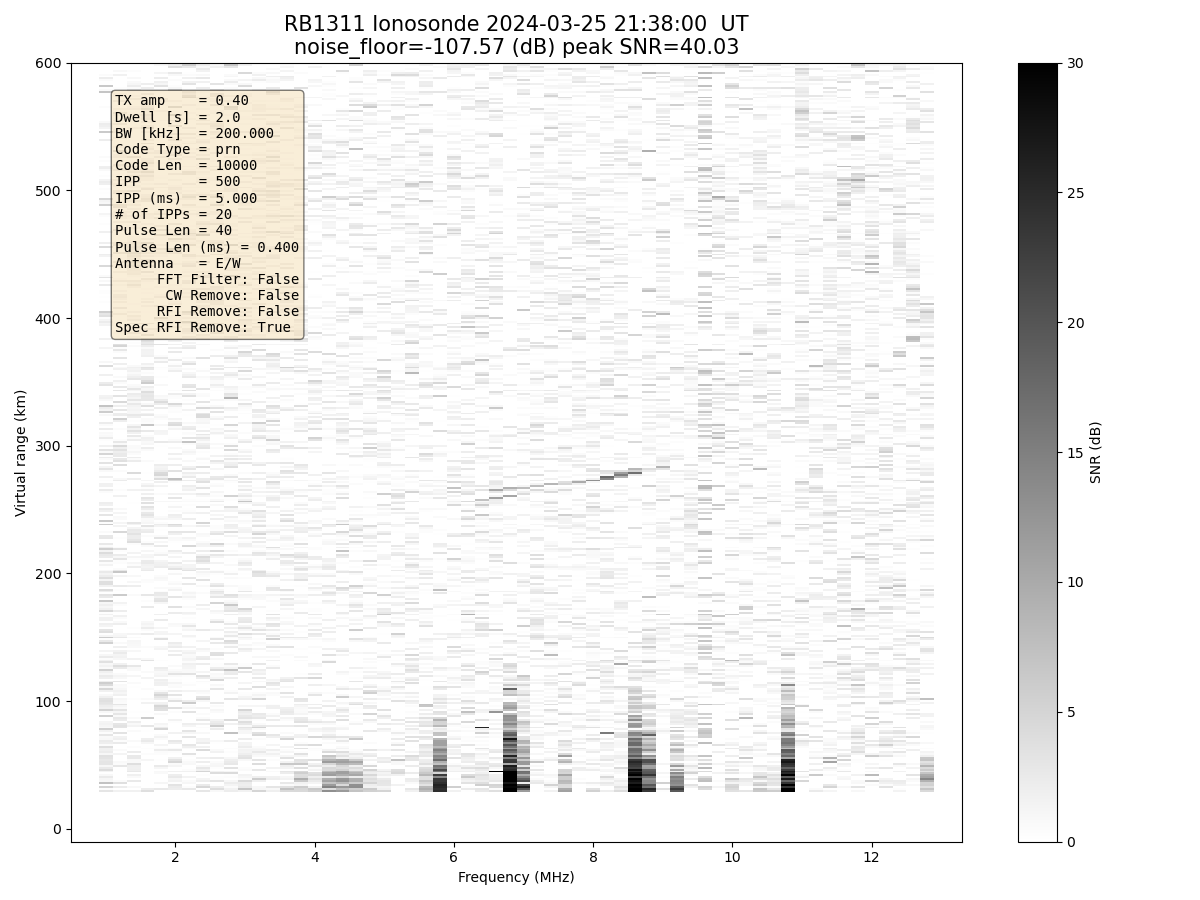 RB1311 Ionosonde 2024-03-25 21:38:00  UT
noise_floor=-107.57 (dB) peak SNR=40.03
TX amp    = 0.40
Dwell [s] = 2.0
BW [kHz]  = 200.000
Code Type = prn
Code Len  = 10000
IPP       = 500
IPP (ms)  = 5.000
# of IPPs = 20
Pulse Len = 40
Pulse Len (ms) = 0.400
Antenna   = E/W
FFT Filter: False
CW Remove: False
RFI Remove: False
Spec RFI Remove: True
600
500
400
300
200
100
0
Virtual range (km)
2
4
6
8
10
12
Frequency (MHz)
30
25
20
15
10
5
0
SNR (dB)